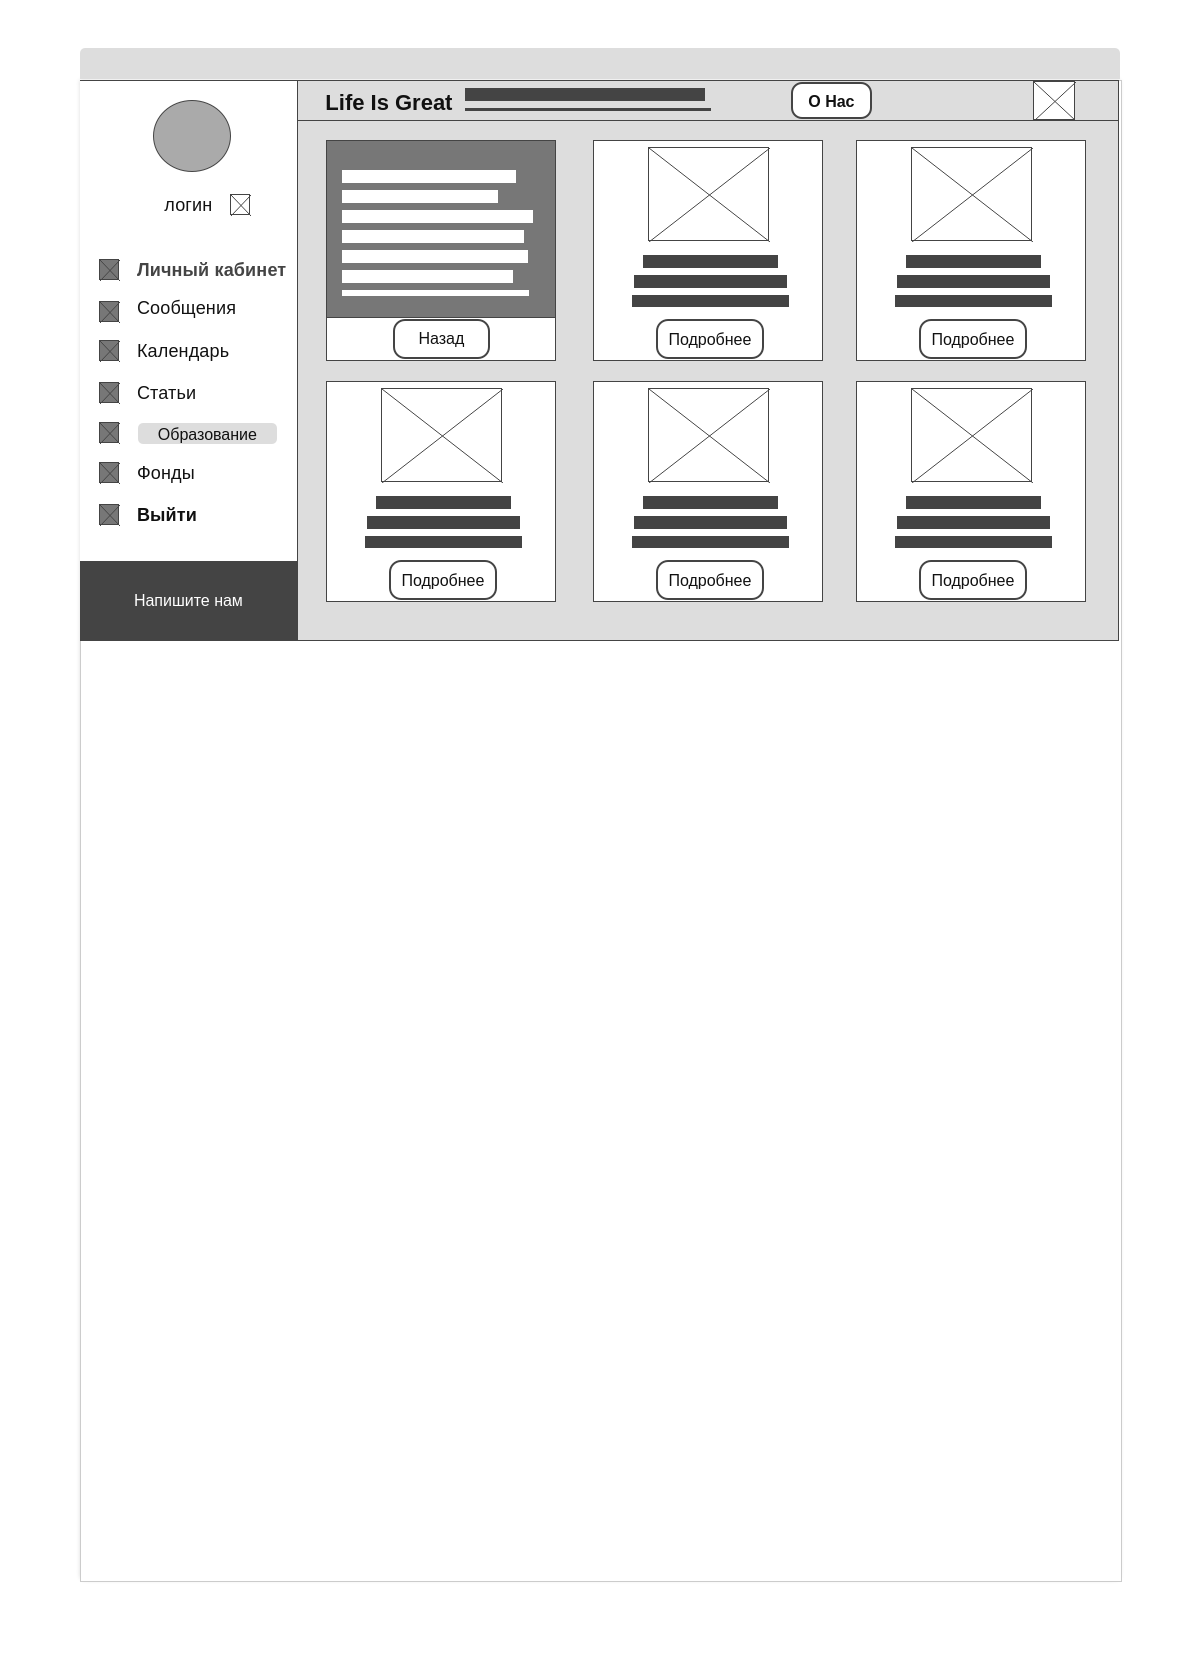 Life Is Great
О Нас
логин
Личный кабинет
Сообщения
Календарь
Статьи
Образование
Фонды
Выйти
Напишите нам
Назад
Подробнее
Подробнее
Подробнее
Подробнее
Подробнее